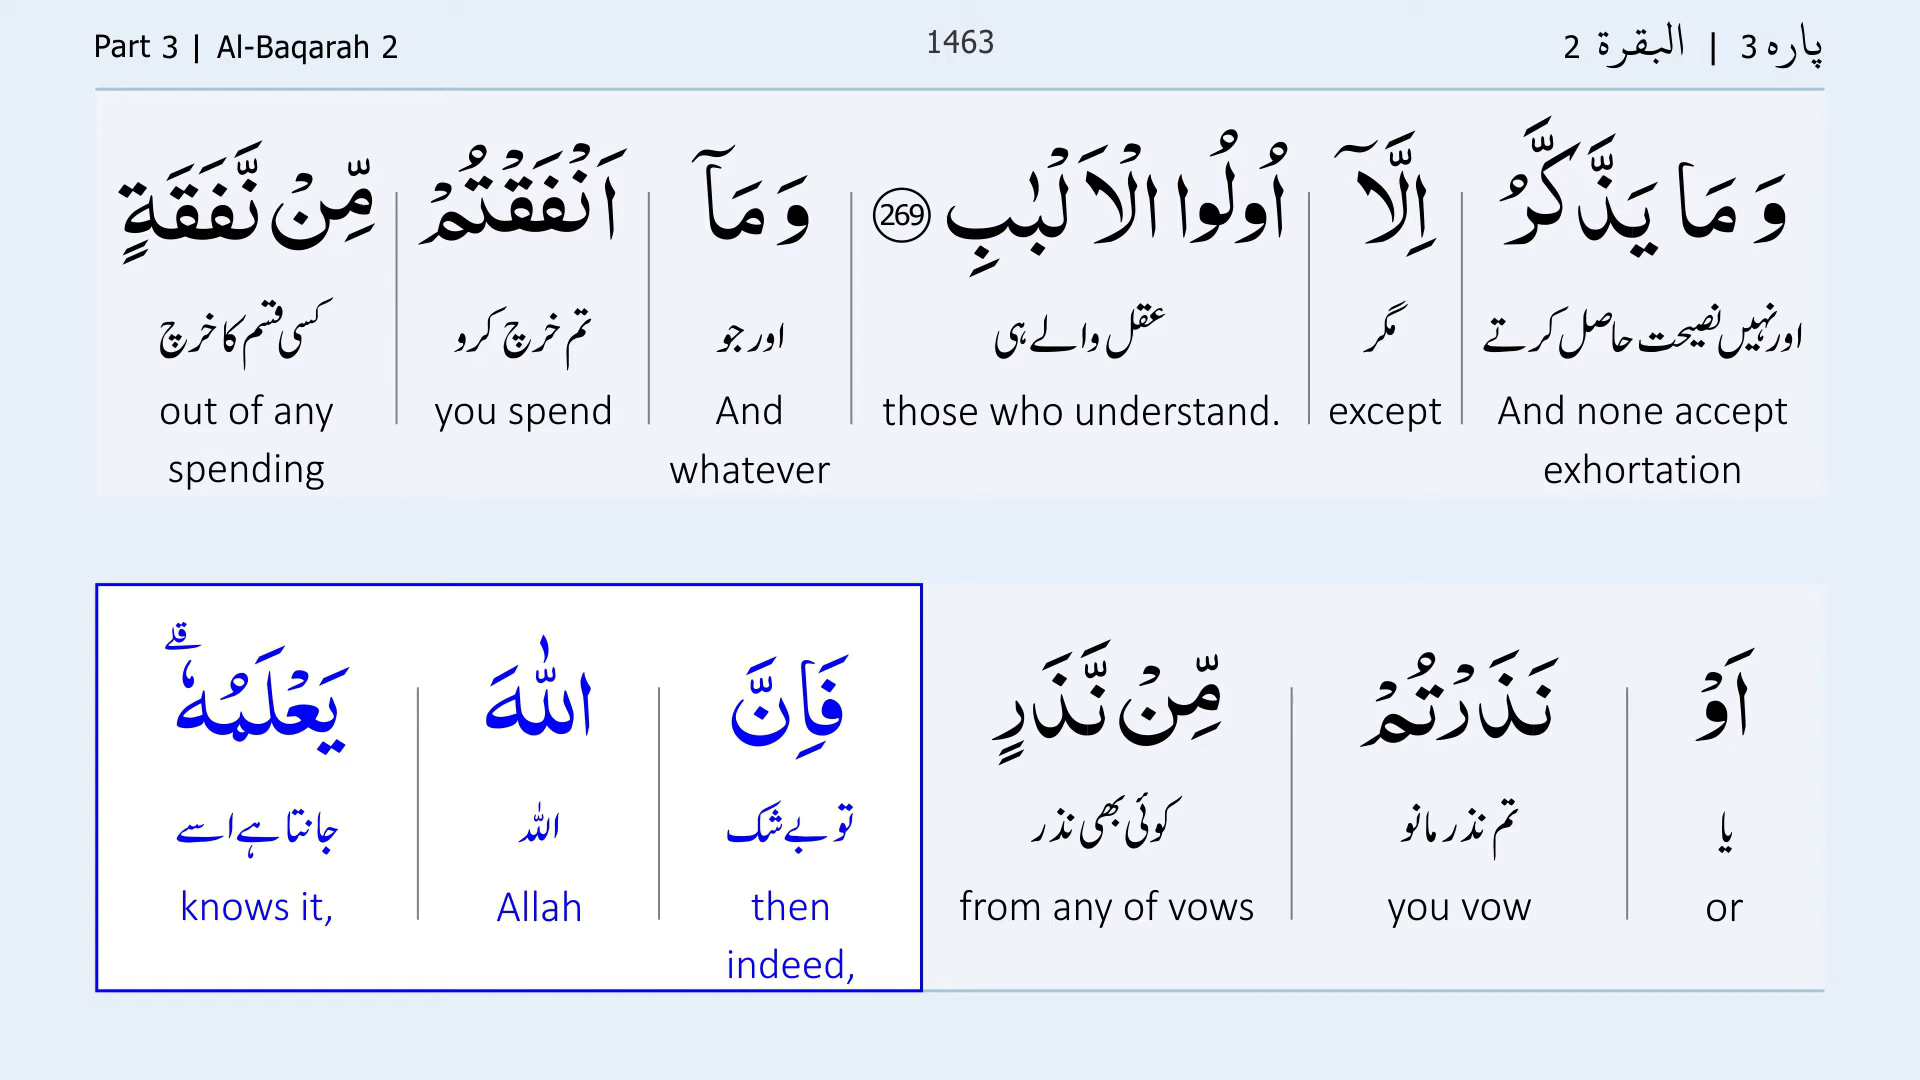 Part 3 | Al-Baqarah 2
1463
پارہ 3 | البقرة 2
وَ مَا يَذَّكَّرُ اِلَّآ اُولُوا الْاَلْبٰبِ 269 وَ مَآ اَنْفَقْتُمْ مِّنْ نَّفَقَةٍ
اور نہیں نصیحت حاصل کرتے مگر عقل والے ہی اور جو تم خرچ کرو کسی قسم کا خرچ
And none accept exhortation
except
those who understand.
And whatever
you spend
out of any spending
اَوْ نَذَرْتُمْ مِّنْ نَّذْرٍ فَاِنَّ اللّٰهَ يَعْلَمُهٗ ؕ
یا تم نذر مانو کوئی بھی نذر تو بے شک اللہ جانتا ہے اسے
or
you vow
from any of vows
then indeed,
Allah
knows it,